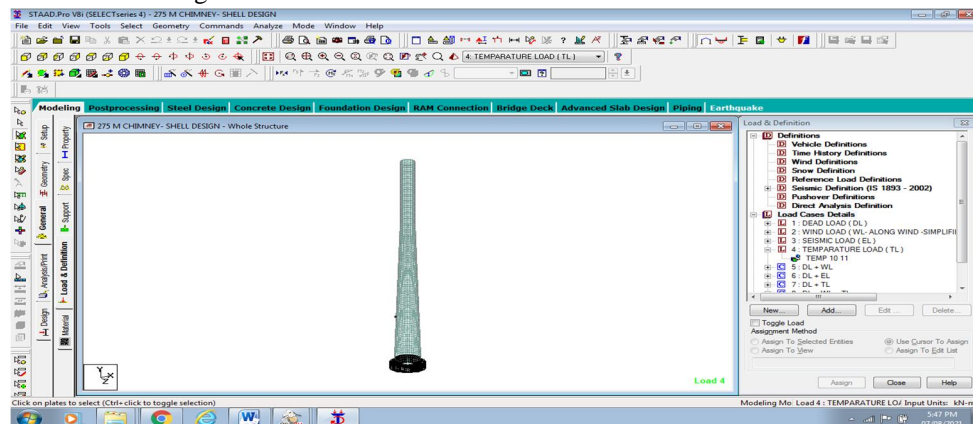 STAAD.Pro V8i (SELECTseries 4) - 275 M CHIMNEY- SHELL DESIGN
File Edit View Tools Select Geometry Commands Analyze Mode Window Help
4: TEMPARATURE LOAD ( TL )
Modeling Postprocessing Steel Design Concrete Design Foundation Design RAM Connection Bridge Deck Advanced Slab Design Piping Earthquake
Setup
Geometry
General
Analysis/Print
Design
Property
Spec
Support
Load & Definition
Material
275 M CHIMNEY- SHELL DESIGN - Whole Structure
Y
X
Z
Load 4
Load & Definition
Definitions
Vehicle Definitions
Time History Definitions
Wind Definitions
Snow Definition
Reference Load Definitions
Seismic Definition (IS 1893 - 2002)
Pushover Definitions
Direct Analysis Definition
Load Cases Details
1 : DEAD LOAD ( DL )
2 : WIND LOAD ( WL- ALONG WIND -SIMPLIFI
3 : SEISMIC LOAD ( EL )
4 : TEMPARATURE LOAD ( TL )
TEMP 10 11
5 : DL + WL
6 : DL + EL
7 : DL + TL
New... Add... Edit ... Delete...
Toggle Load
Assignment Method
Assign To Selected Entities Use Cursor To Assign
Assign To View Assign To Edit List
Assign Close Help
Click on plates to select (Ctrl+click to toggle selection)
Modeling Mo Load 4 : TEMPARATURE LO/ Input Units: kN-m
5:47 PM
07/08/2021